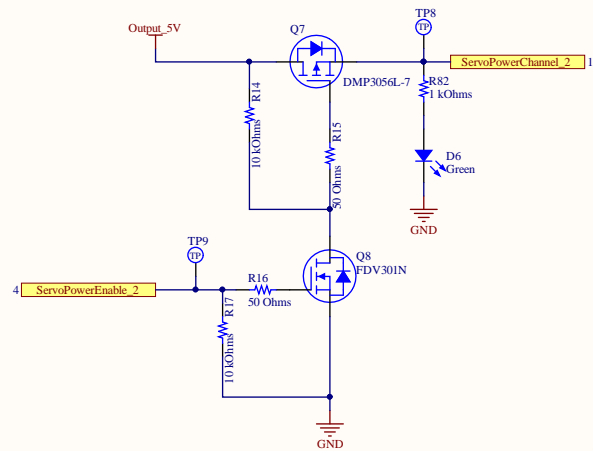 TP8
Output_5V
Q7
TP
ServoPowerChannel_2
1
DMP3056L-7
R82
1 kOhms
R14
10 kOhms
R15
50 Ohms
D6
Green
GND
TP9
TP
Q8
FDV301N
R16
4
ServoPowerEnable_2
50 Ohms
R17
10 kOhms
GND